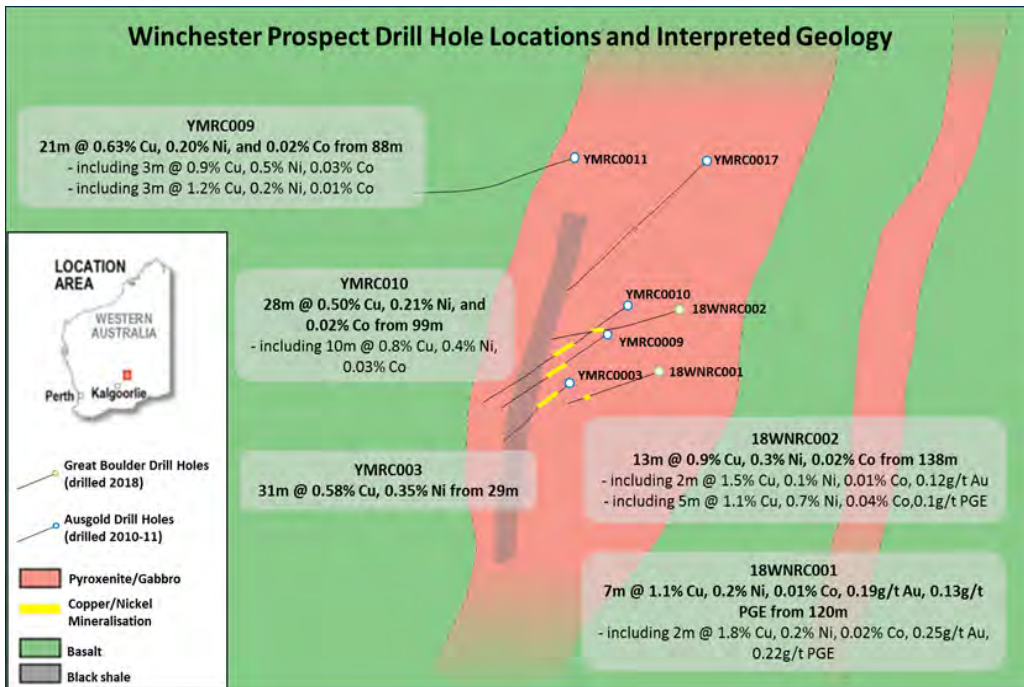 Winchester Prospect Drill Hole Locations and Interpreted Geology
YMRC009
21m @ 0.63% Cu, 0.20% Ni, and 0.02% Co from 88m
- including 3m @ 0.9% Cu, 0.5% Ni, 0.03% Co
- including 3m @ 1.2% Cu, 0.2% Ni, 0.01% Co
YMRC0011
YMRC0017
LOCATION
AREA
WESTERN
AUSTRALIA
Perth
Kalgoorlie
YMRC010
28m @ 0.50% Cu, 0.21% Ni, and
0.02% Co from 99m
- including 10m @ 0.8% Cu, 0.4% Ni,
0.03% Co
YMRC0010
18WNRC002
YMRC0009
YMRC0003
18WNRC001
YMRC003
31m @ 0.58% Cu, 0.35% Ni from 29m
Great Boulder Drill Holes
(drilled 2018)
Ausgold Drill Holes
(drilled 2010-11)
Pyroxenite/Gabbro
Copper/Nickel
Mineralisation
Basalt
Black shale
18WNRC002
13m @ 0.9% Cu, 0.3% Ni, 0.02% Co from 138m
- including 2m @ 1.5% Cu, 0.1% Ni, 0.01% Co, 0.12g/t Au
- including 5m @ 1.1% Cu, 0.7% Ni, 0.04% Co,0.1g/t PGE
18WNRC001
7m @ 1.1% Cu, 0.2% Ni, 0.01% Co, 0.19g/t Au, 0.13g/t
PGE from 120m
- including 2m @ 1.8% Cu, 0.2% Ni, 0.02% Co, 0.25g/t Au,
0.22g/t PGE